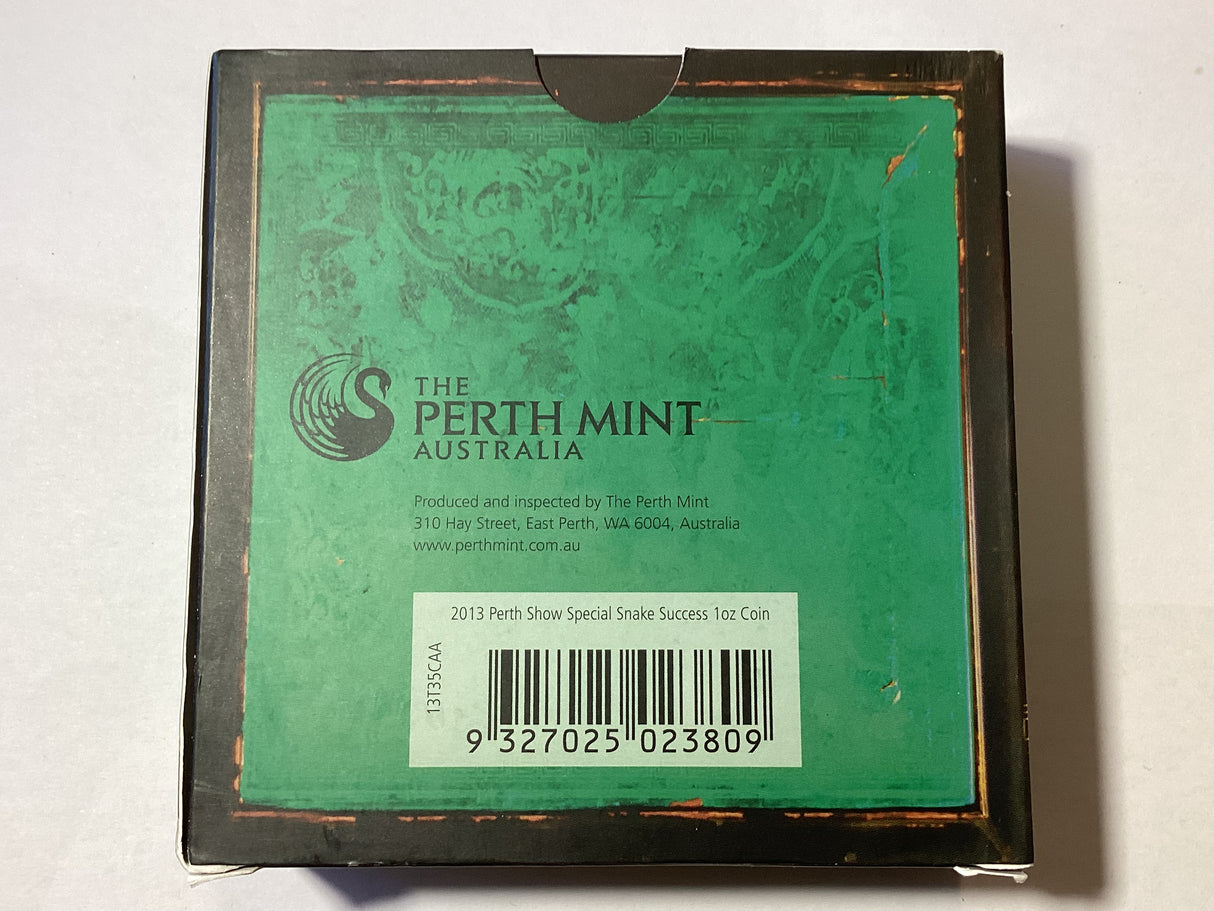 THE
PERTH MINT
AUSTRALIA
Produced and inspected by The Perth Mint
310 Hay Street, East Perth, WA 6004, Australia
www.perthmint.com.au
2013 Perth Show Special Snake Success 1oz Coin
13T35CAA
9 327025 023809